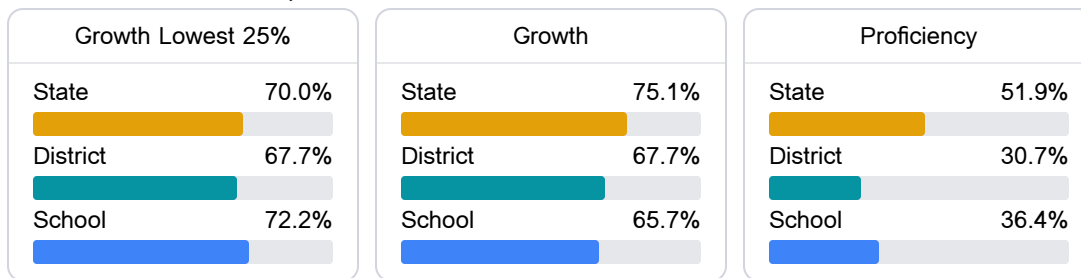 Growth Lowest 25%
State 70.0%
District 67.7%
School 72.2%
Growth
State 75.1%
District 67.7%
School 65.7%
Proficiency
State 51.9%
District 30.7%
School 36.4%